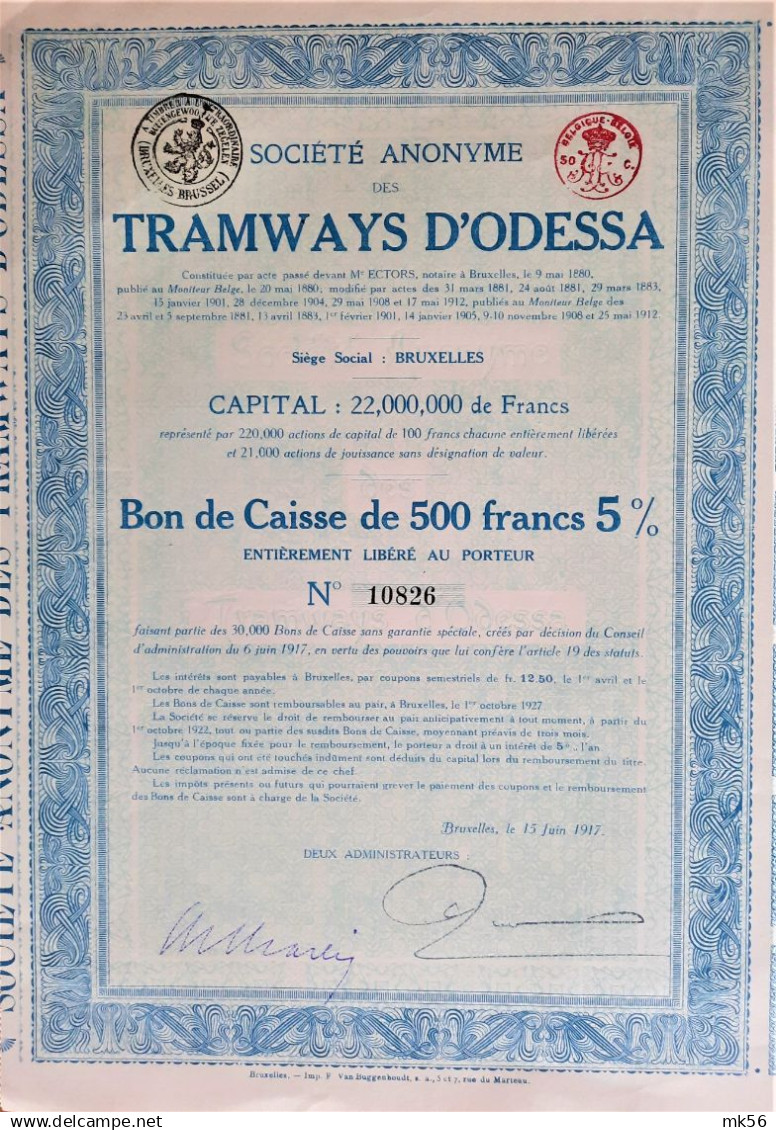 SOCIÉTÉ ANONYME DES TRAMWAYS D'ODESSA
(BRUXELLES BRUSSEL)
BELGIQUE-BELGIË
50 C.
SOCIÉTÉ ANONYME
DES
TRAMWAYS D'ODESSA
Constituée par acte passé devant Me ECTORS, notaire à Bruxelles, le 9 mai 1880,
publié au Moniteur Belge, le 20 mai 1880, modifié par actes des 31 mars 1881, 24 août 1881, 29 mars 1883,
15 janvier 1901, 28 décembre 1904, 29 mai 1908 et 17 mai 1912, publiés au Moniteur Belge des
23 avril et 5 septembre 1881, 13 avril 1883, 1er février 1901, 14 janvier 1905, 9-10 novembre 1908 et 25 mai 1912.
Siège Social : BRUXELLES
CAPITAL : 22,000,000 de Francs
représenté par 220,000 actions de capital de 100 francs chacune entièrement libérées
et 21,000 actions de jouissance sans désignation de valeur.
Bon de Caisse de 500 francs 5 %
ENTIÈREMENT LIBÉRÉ AU PORTEUR
No 10826
faisant partie des 30,000 Bons de Caisse sans garantie spéciale, créés par décision du Conseil
d'administration du 6 juin 1917, en vertu des pouvoirs que lui confère l'article 19 des statuts.
Les intérêts sont payables à Bruxelles, par coupons semestriels de fr. 12.50, le 1er avril et le
1er octobre de chaque année.
Les Bons de Caisse sont remboursables au pair, à Bruxelles, le 1er octobre 1927
La Société se réserve le droit de rembourser au pair anticipativement à tout moment, à partir du
1er octobre 1922, tout ou partie des susdits Bons de Caisse, moyennant préavis de trois mois.
Jusqu'à l'époque fixée pour le remboursement, le porteur a droit à un intérêt de 5% l'an
Les coupons qui ont été touchés indûment sont déduits du capital lors du remboursement du titre.
Aucune réclamation n'est admise de ce chef.
Les impôts présents ou futurs qui pourraient grever le paiement des coupons et le remboursement
des Bons de Caisse sont à charge de la Société.
Bruxelles, le 15 Juin 1917.
DEUX ADMINISTRATEURS :
Bruxelles. — Imp. F. Van Buggenhoudt, s. a., 5 et 7, rue du Marteau.
delcampe.net
mk56